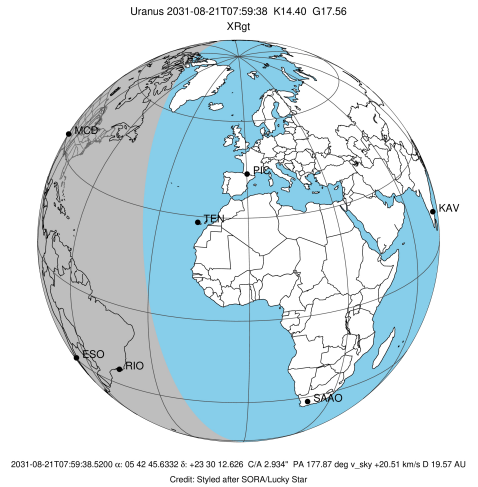 Uranus 2031-08-21T07:59:38 K14.40 G17.56
XRgt
MCD
PIC
KAV
TEN
ESO
RIO
SAAO
2031-08-21T07:59:38.5200 α: 05 42 45.6332 δ: +23 30 12.626 C/A 2.934" PA 177.87 deg v_sky +20.51 km/s D 19.57 AU
Credit: Styled after SORA/Lucky Star